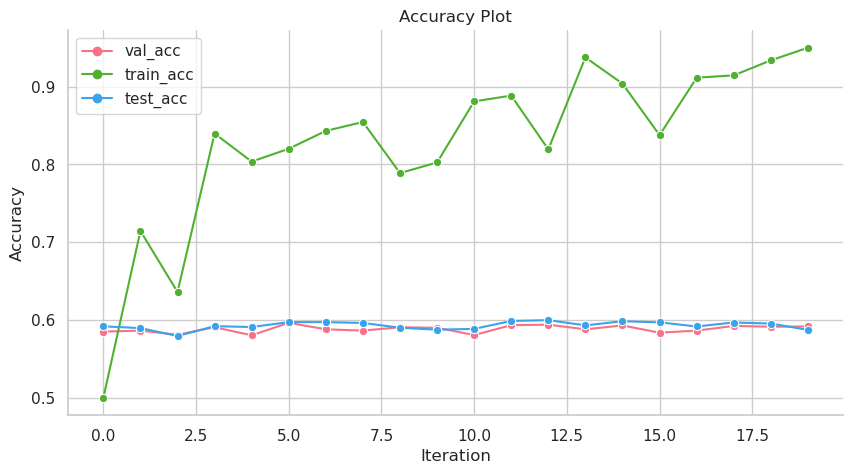 Accuracy Plot
val_acc
train_acc
test_acc
0.9
0.8
0.7
0.6
0.5
Accuracy
0.0 2.5 5.0 7.5 10.0 12.5 15.0 17.5
Iteration